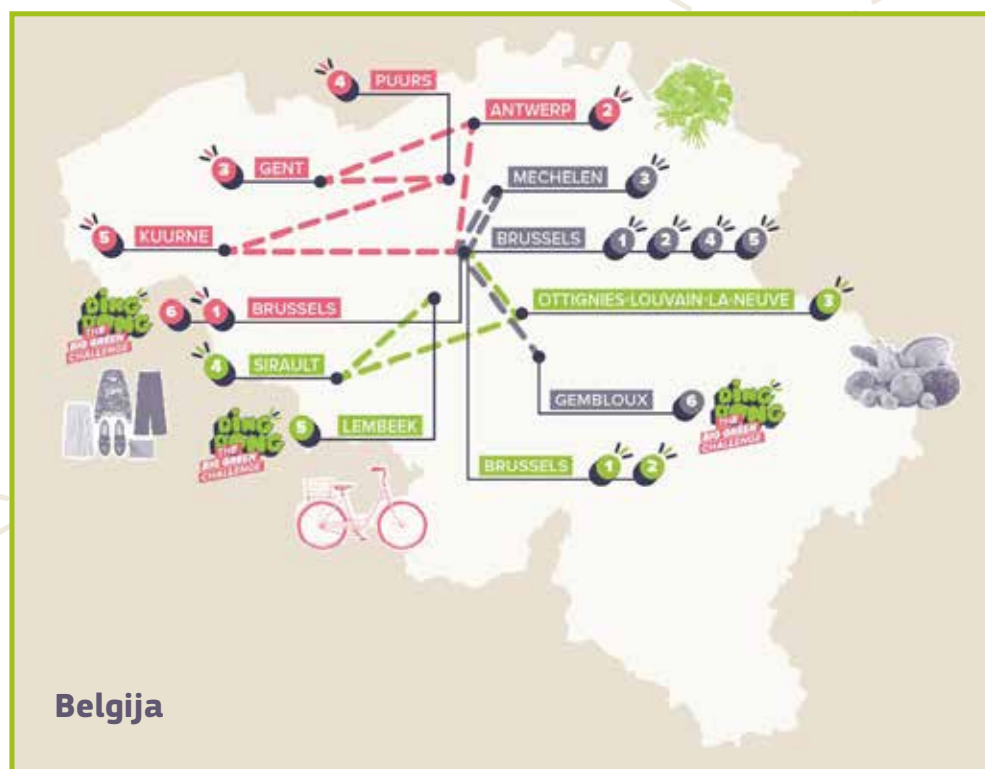 4 PUURS
ANTWERP 2
3 GENT
MECHELEN 3
5 KUURNE
BRUSSELS 1 2 4 5
DING
DONG
THE
BIG GREEN
CHALLENGE
6 1 BRUSSELS
OTTIGNIES-LOUVAIN-LA-NEUVE 3
4 SIRAULT
DING
DONG
THE
BIG GREEN
CHALLENGE
5 LEMBEEK
GEMBLOUX 6
DING
DONG
THE
BIG GREEN
CHALLENGE
BRUSSELS 1 2
Belgija